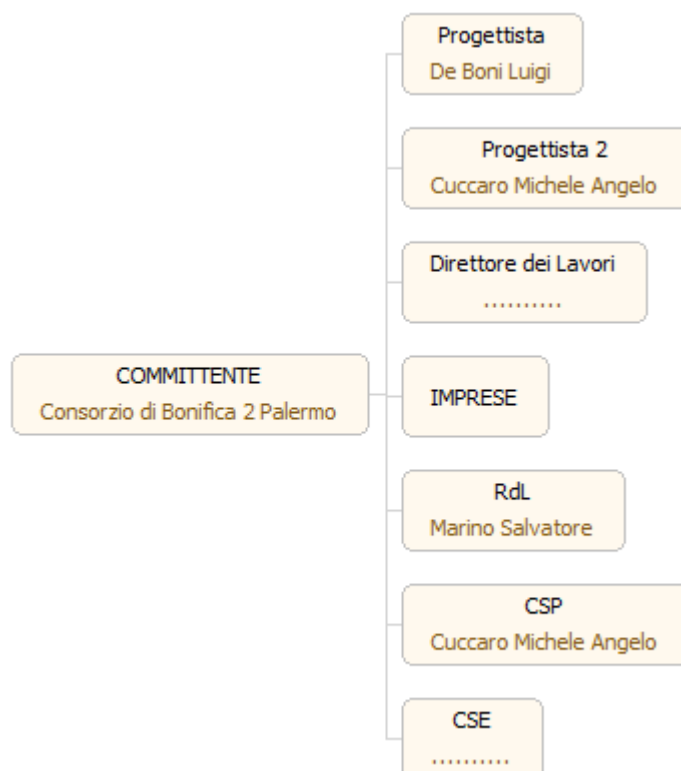 Progettista
De Boni Luigi
Progettista 2
Cuccaro Michele Angelo
Direttore dei Lavori
..........
COMMITTENTE
Consorzio di Bonifica 2 Palermo
IMPRESE
RdL
Marino Salvatore
CSP
Cuccaro Michele Angelo
CSE
..........